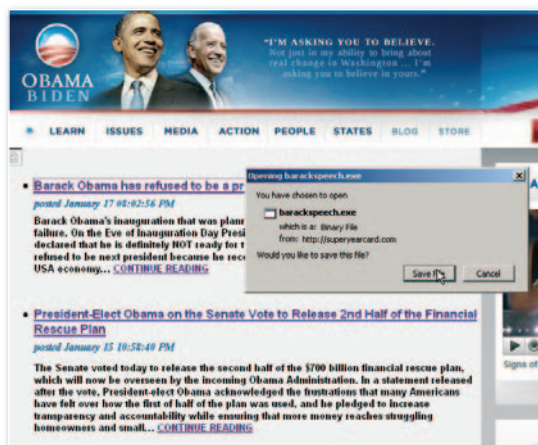 "I'M ASKING YOU TO BELIEVE.
Not just in my ability to bring about
real change in Washington ... I'm
asking you to believe in yours."
OBAMA
BIDEN
LEARN ISSUES MEDIA ACTION PEOPLE STATES BLOG STORE
Barack Obama has refused to be a pr
posted January 17 08:02:56 PM
Barack Obama's inauguration that was plann
failure. On the Eve of Inauguration Day Presi
declared that he is definitely NOT ready for t
refused to be next president because he rec
USA economy... CONTINUE READING
Opening barackspeech.exe
You have chosen to open
barackspeech.exe
which is a: Binary File
from: http://superyearcard.com
Would you like to save this file?
Save Cancel
President-Elect Obama on the Senate Vote to Release 2nd Half of the Financial
Rescue Plan
posted January 15 10:58:40 PM
The Senate voted today to release the second half of the $700 billion financial rescue plan,
which will now be overseen by the incoming Obama Administration. In a statement released
after the vote, President-elect Obama acknowledged the frustrations that many Americans
have felt over how the first of half of the plan was used, and he pledged to increase
transparency and accountability while ensuring that more money reaches struggling
homeowners and small... CONTINUE READING
Signs of